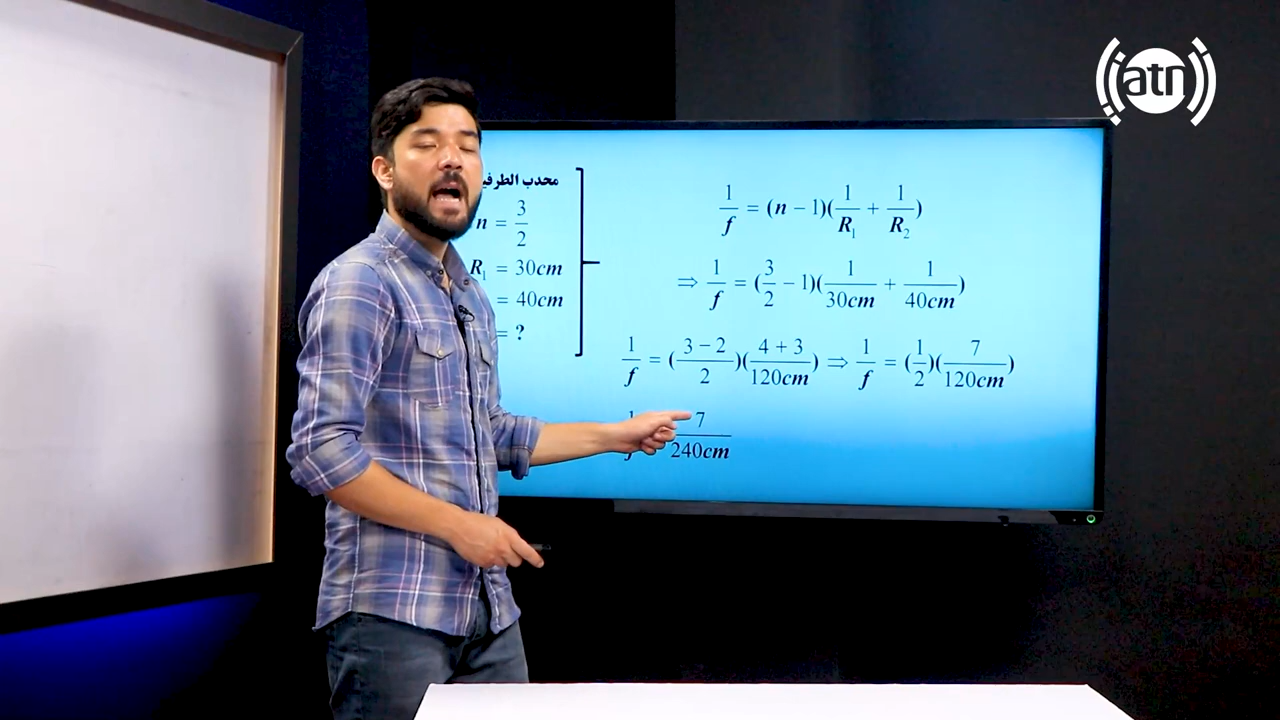 atn
محدب
n = 3/2
R₁ = 30cm
= 40cm
= ?
1/f = (n − 1)(1/R₁ + 1/R₂)
⇒ 1/f = (3/2 − 1)(1/30cm + 1/40cm)
1/f = ((3 − 2)/2)((4 + 3)/120cm) ⇒ 1/f = (1/2)(7/120cm)
7/240cm